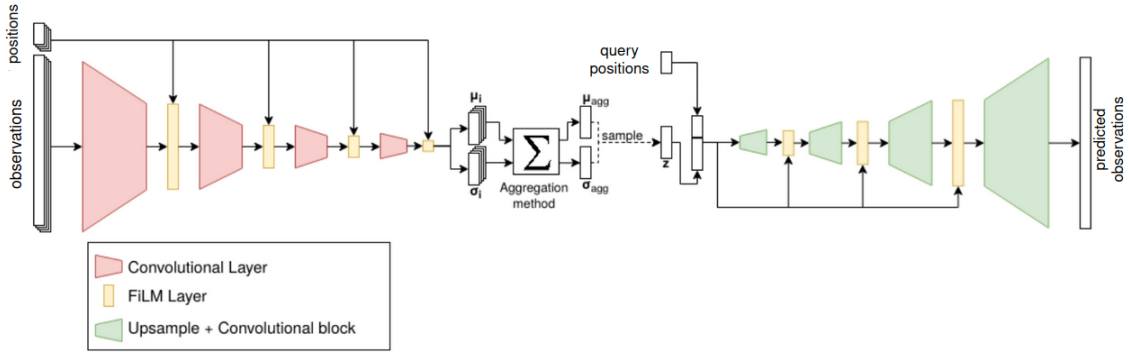 positions
observations
μi
σi
Σ
Aggregation
method
μagg
σagg
sample
query
positions
z
predicted
observations
Convolutional Layer
FiLM Layer
Upsample + Convolutional block